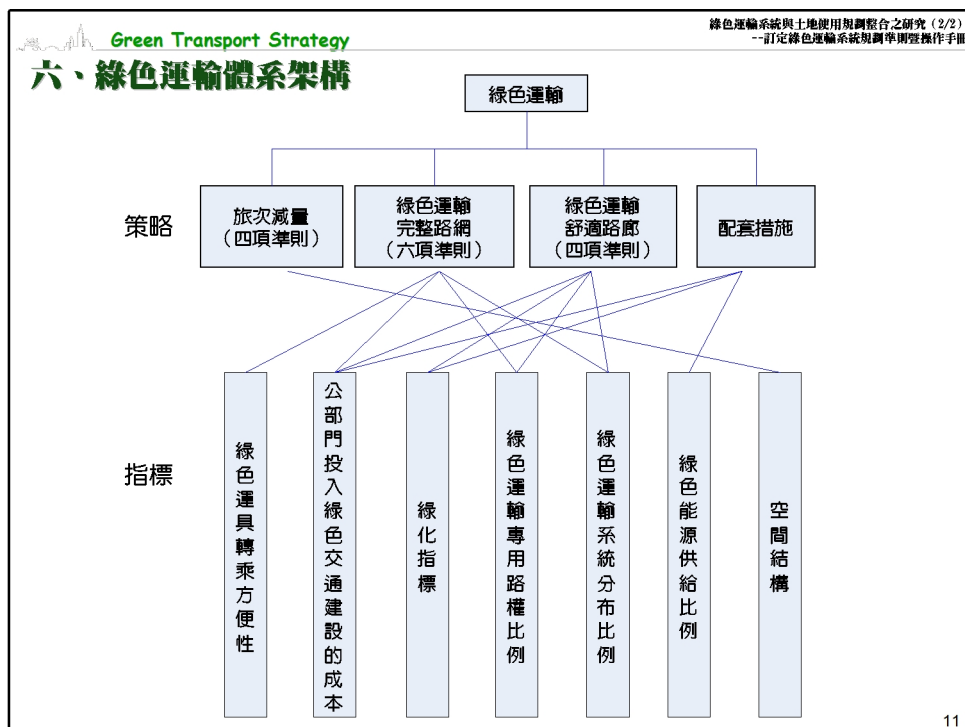 Green Transport Strategy
綠色運輸系統與土地使用規劃整合之研究（2/2）
--訂定綠色運輸系統規劃準則暨操作手冊
六、綠色運輸體系架構
綠色運輸
策略
旅次減量
（四項準則）
綠色運輸
完整路網
（六項準則）
綠色運輸
舒適路廊
（四項準則）
配套措施
指標
綠色運具轉乘方便性
公部門投入綠色交通建設的成本
綠化指標
綠色運輸專用路權比例
綠色運輸系統分布比例
綠色能源供給比例
空間結構
11